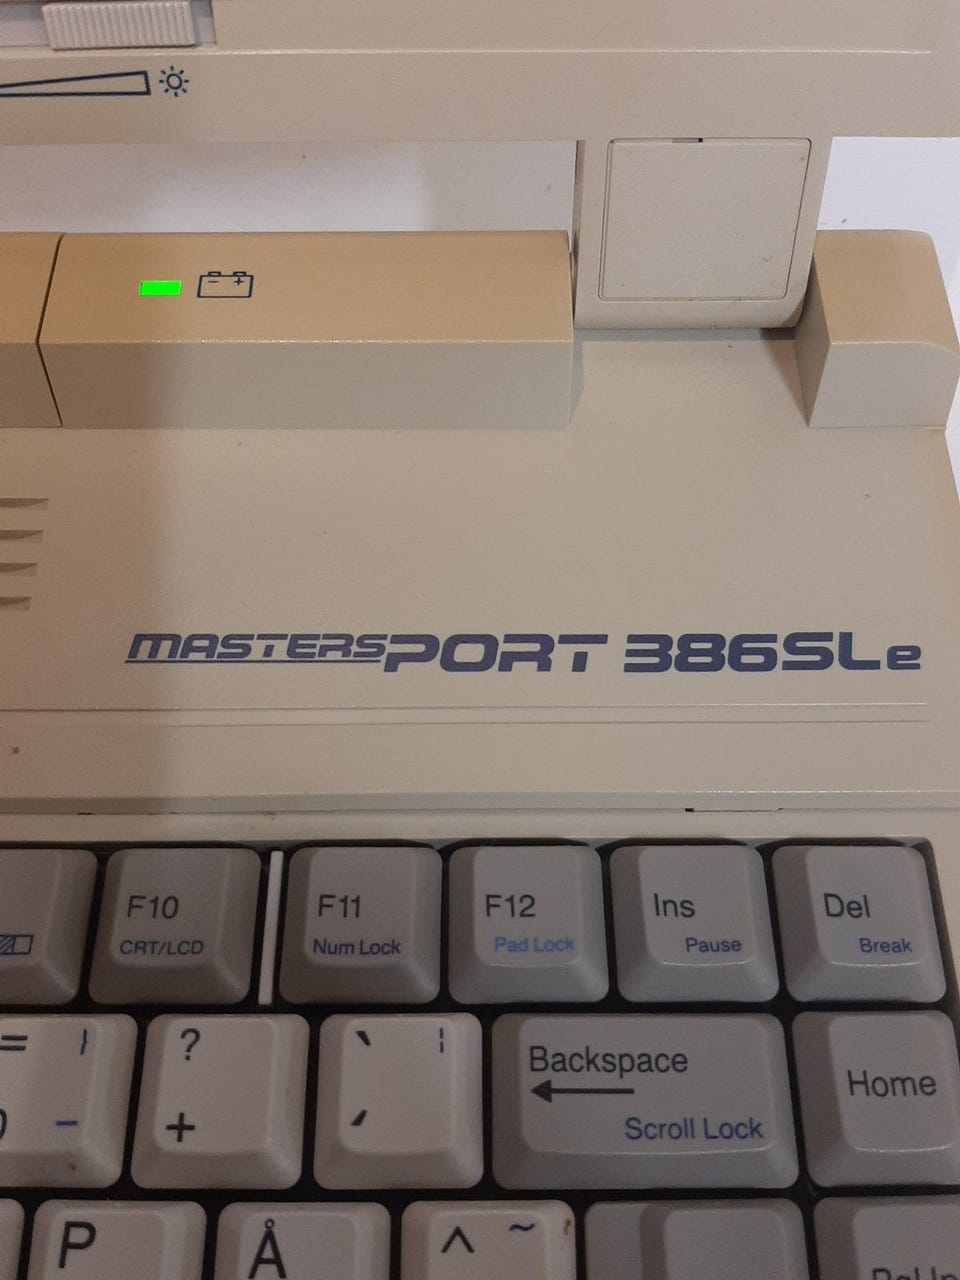 MASTERSPORT 386SLe
F10 F11 F12 Ins Del
CRT/LCD Num Lock Pad Lock Pause Break
= } ? ` ¦ Backspace
- + ´ Scroll Lock Home
P Å ^ ~